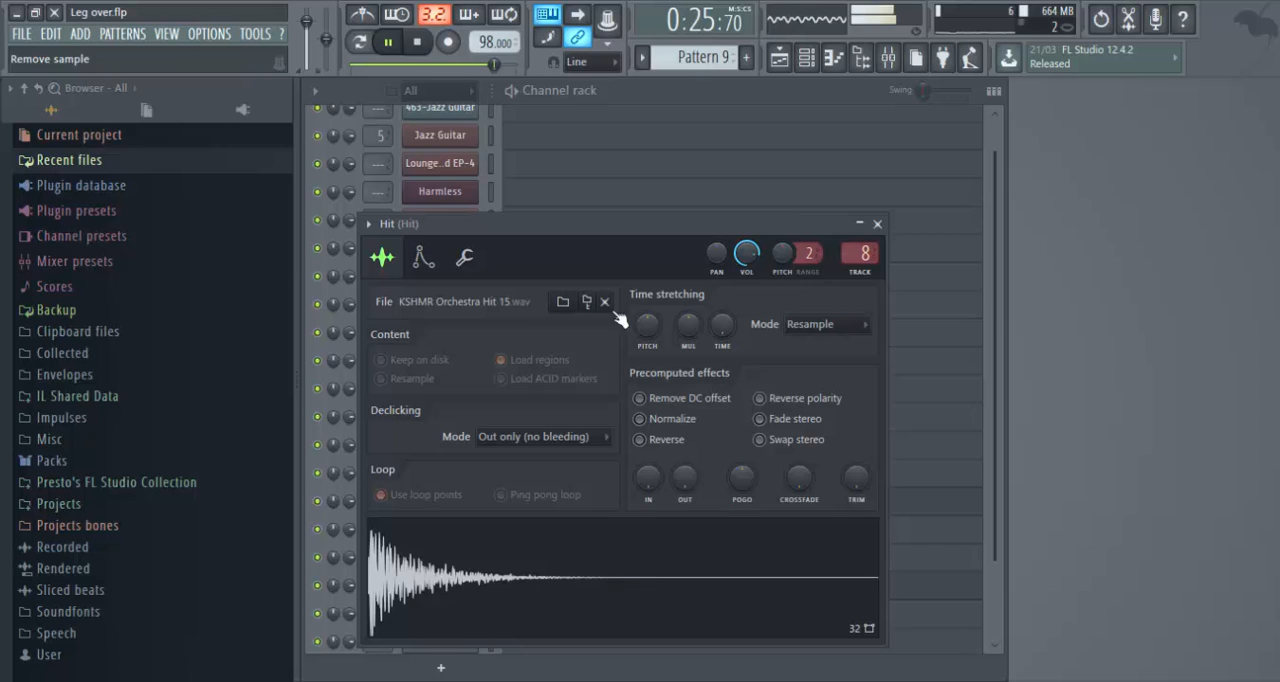 Leg over.flp
FILE EDIT ADD PATTERNS VIEW OPTIONS TOOLS ?
Remove sample
3.2.
98.000
Line
0:25:70
M:S:CS
Pattern 9
6
664 MB
2
21/03 FL Studio 12.4.2
Released
Browser - All
All
Channel rack
Swing
Current project
Recent files
Plugin database
Plugin presets
Channel presets
Mixer presets
Scores
Backup
Clipboard files
Collected
Envelopes
IL Shared Data
Impulses
Misc
Packs
Presto's FL Studio Collection
Projects
Projects bones
Recorded
Rendered
Sliced beats
Soundfonts
Speech
User
--- 463-Jazz Guitar
5 Jazz Guitar
--- Lounge..d EP-4
--- Harmless
Hit (Hit)
PAN VOL PITCH RANGE 2 TRACK 8
File KSHMR Orchestra Hit 15.wav
Content
Keep on disk Load regions
Resample Load ACID markers
Declicking
Mode Out only (no bleeding)
Loop
Use loop points Ping pong loop
Time stretching
PITCH MUL TIME Mode Resample
Precomputed effects
Remove DC offset Reverse polarity
Normalize Fade stereo
Reverse Swap stereo
IN OUT POGO CROSSFADE TRIM
32
+